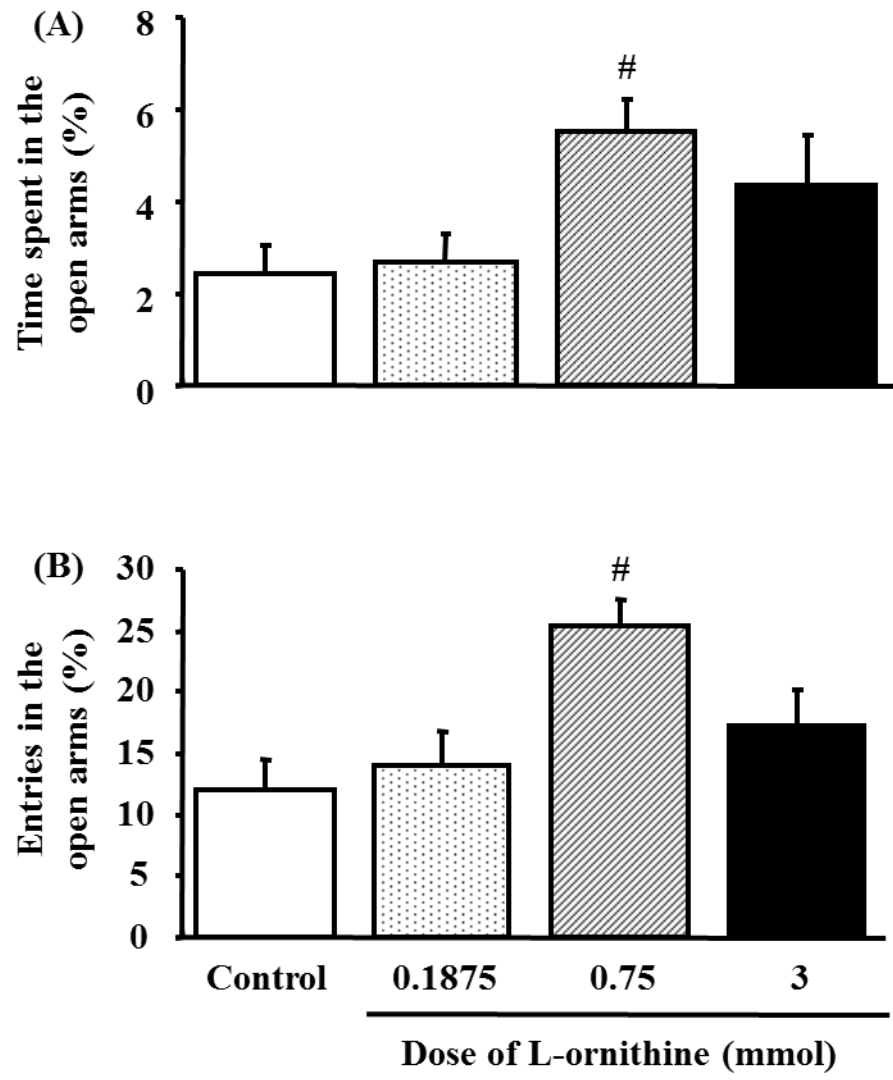 (A)
Time spent in the
open arms (%)
8
6
4
2
0
#
(B)
Entries in the
open arms (%)
30
25
20
15
10
5
0
#
Control 0.1875 0.75 3
Dose of L-ornithine (mmol)